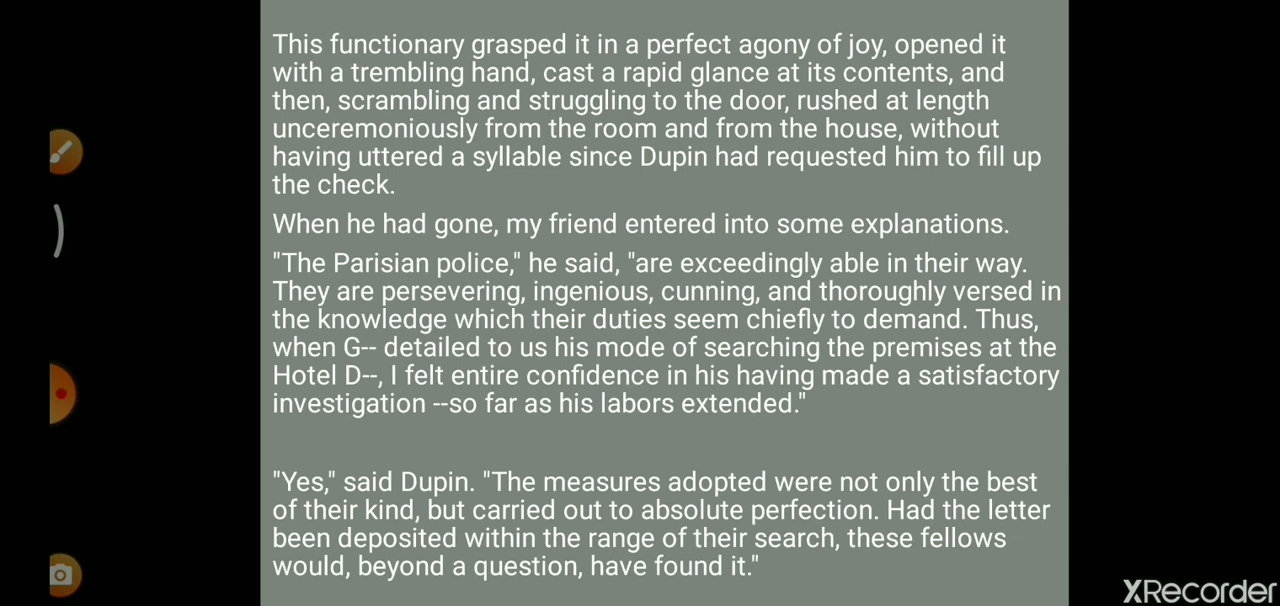 This functionary grasped it in a perfect agony of joy, opened it
with a trembling hand, cast a rapid glance at its contents, and
then, scrambling and struggling to the door, rushed at length
unceremoniously from the room and from the house, without
having uttered a syllable since Dupin had requested him to fill up
the check.
When he had gone, my friend entered into some explanations.
"The Parisian police," he said, "are exceedingly able in their way.
They are persevering, ingenious, cunning, and thoroughly versed in
the knowledge which their duties seem chiefly to demand. Thus,
when G-- detailed to us his mode of searching the premises at the
Hotel D--, I felt entire confidence in his having made a satisfactory
investigation --so far as his labors extended."
"Yes," said Dupin. "The measures adopted were not only the best
of their kind, but carried out to absolute perfection. Had the letter
been deposited within the range of their search, these fellows
would, beyond a question, have found it."
XRecorder